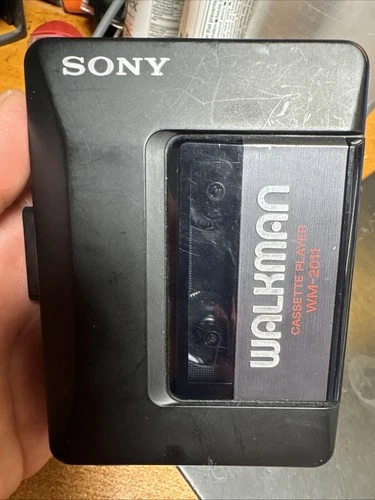 SONY
WALKMAN
CASSETTE PLAYER
WM-2011